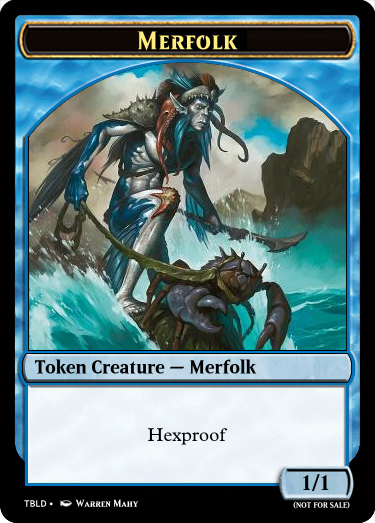 Merfolk
Token Creature — Merfolk
Hexproof
1/1
TBLD • Warren Mahy
(NOT FOR SALE)